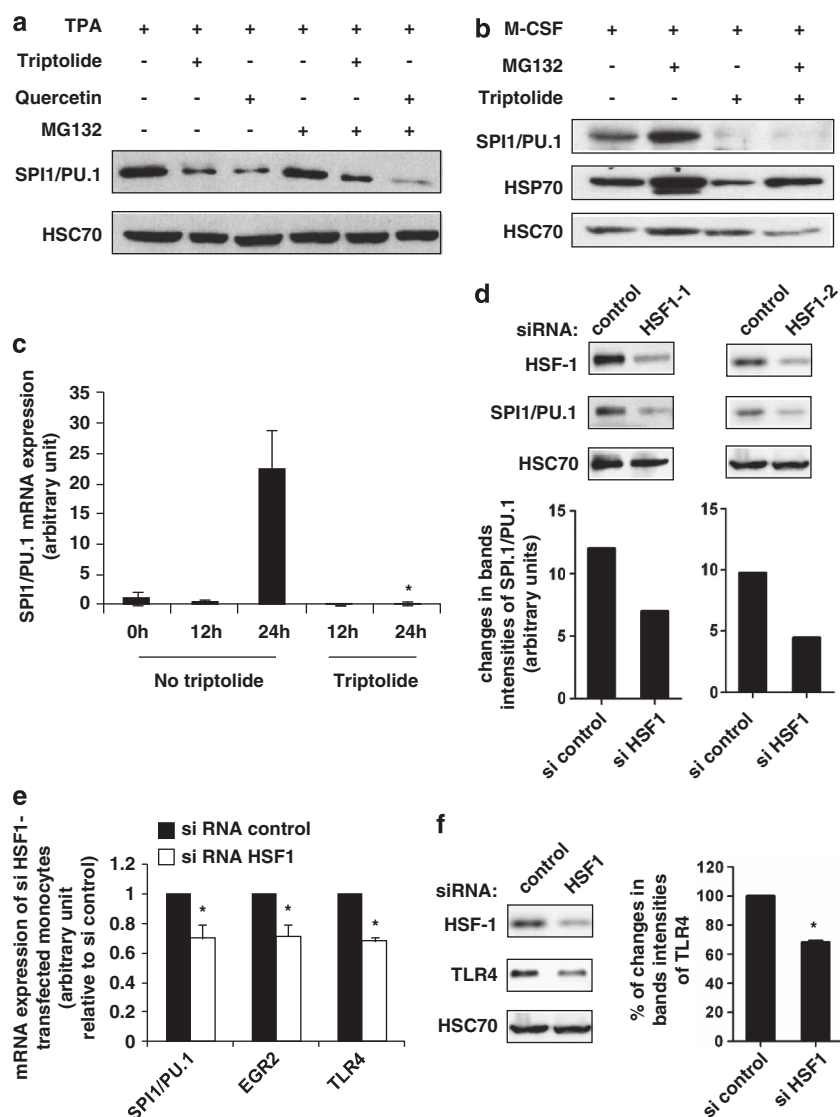 a
TPA + + + + + +
Triptolide - + - - + -
Quercetin - - + - - +
MG132 - - - + + +
SPI1/PU.1
HSC70
b
M-CSF + + + +
MG132 - + - +
Triptolide - - + +
SPI1/PU.1
HSP70
HSC70
c
SPI1/PU.1 mRNA expression
(arbitrary unit)
35
30
25
20
15
10
5
0
*
0h 12h 24h 12h 24h
No triptolide Triptolide
d
siRNA: control HSF1-1 control HSF1-2
HSF-1
SPI1/PU.1
HSC70
changes in bands
intensities of SPI.1/PU.1
(arbitrary units)
15
10
5
0
si control si HSF1
15
10
5
0
si control si HSF1
e
si RNA control
si RNA HSF1
mRNA expression of si HSF1-
transfected monocytes
(arbitrary unit
relative to si control)
1.2
1
0.8
0.6
0.4
0.2
0
* * *
SPI1/PU.1 EGR2 TLR4
f
siRNA: control HSF1
HSF-1
TLR4
HSC70
% of changes in
bands intensities
of TLR4
120
100
80
60
40
20
0
*
si control si HSF1